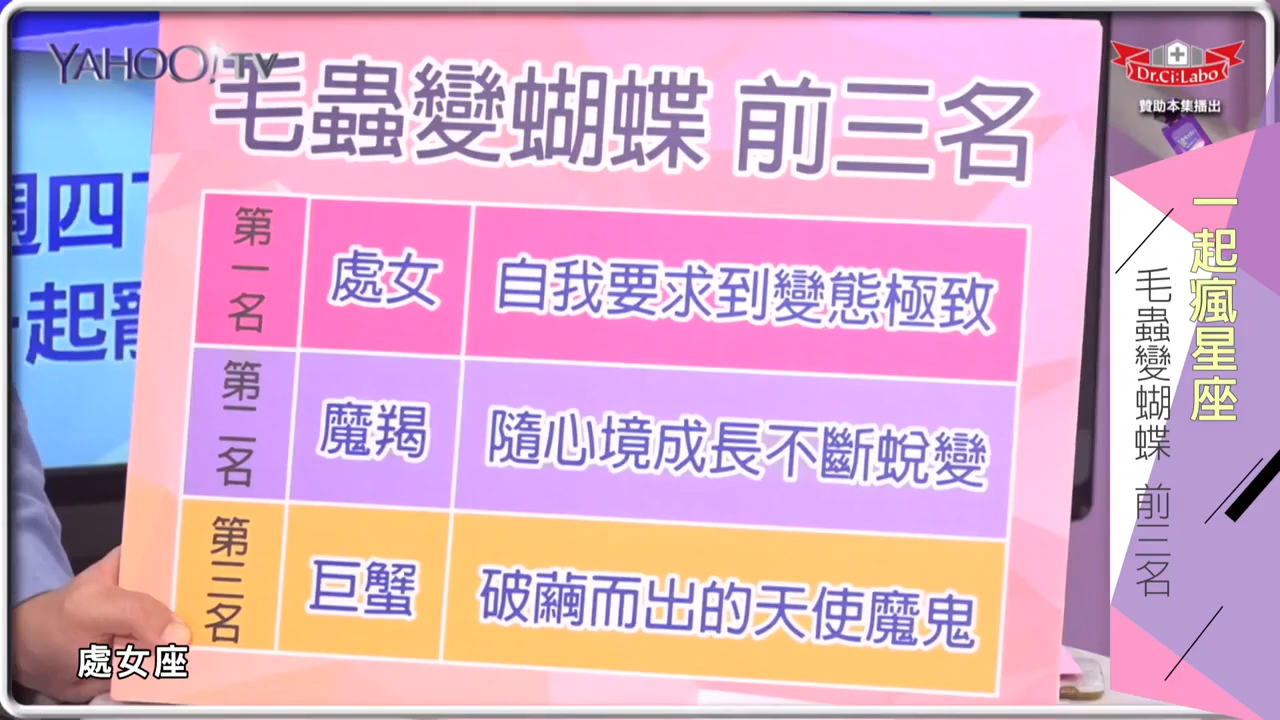 YAHOO! TV
Dr.Ci:Labo
贊助本集播出
毛蟲變蝴蝶 前三名
第一名 處女 自我要求到變態極致
第二名 魔羯 隨心境成長不斷蛻變
第三名 巨蟹 破繭而出的天使魔鬼
週四
一起
一起瘋星座
毛蟲變蝴蝶 前三名
處女座